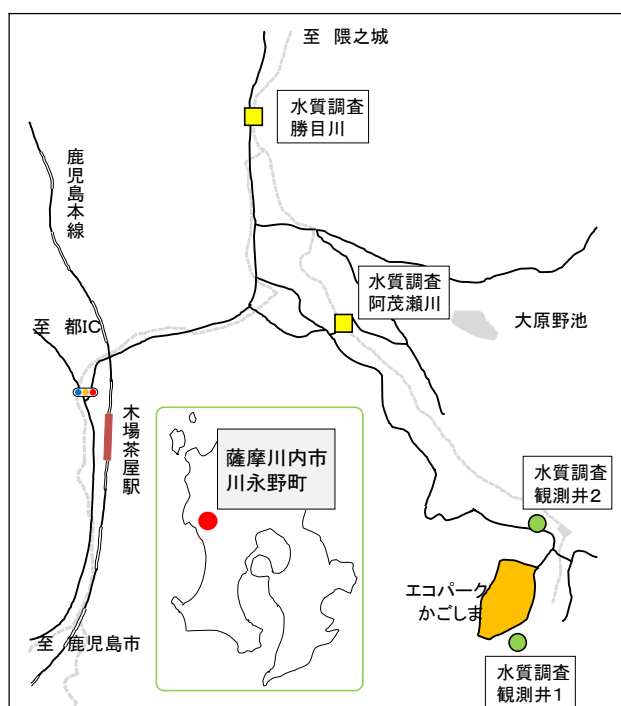 至 隈之城
水質調査
勝目川
鹿児島本線
水質調査
阿茂瀬川
至 都IC
大原野池
木場茶屋駅
薩摩川内市
川永野町
水質調査
観測井2
エコパーク
かごしま
至 鹿児島市
水質調査
観測井1